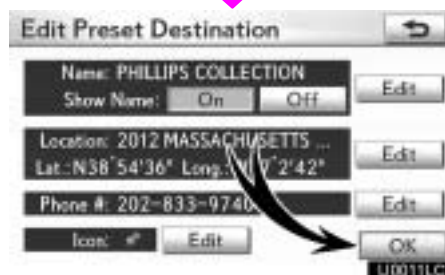 Edit Preset Destination
Name: PHILLIPS COLLECTION
Edit
Show Name: On Off
Location: 2012 MASSACHUSETTS ...
Edit
Lat.:N38°54'36" Long.: 2'42"
Phone #: 202-833-974
Edit
Icon: Edit
OK